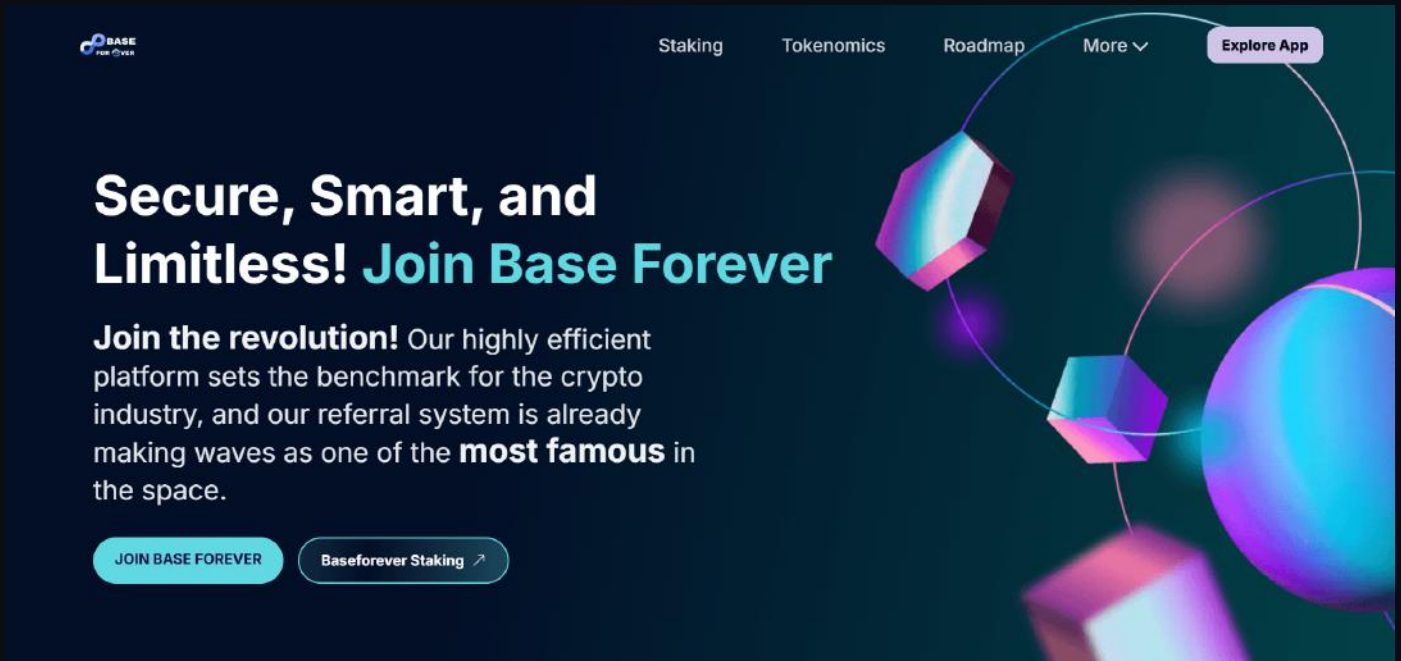 BASE
FOR EVER
Staking
Tokenomics
Roadmap
More
Explore App
Secure, Smart, and
Limitless! Join Base Forever
Join the revolution! Our highly efficient
platform sets the benchmark for the crypto
industry, and our referral system is already
making waves as one of the most famous in
the space.
JOIN BASE FOREVER
Baseforever Staking